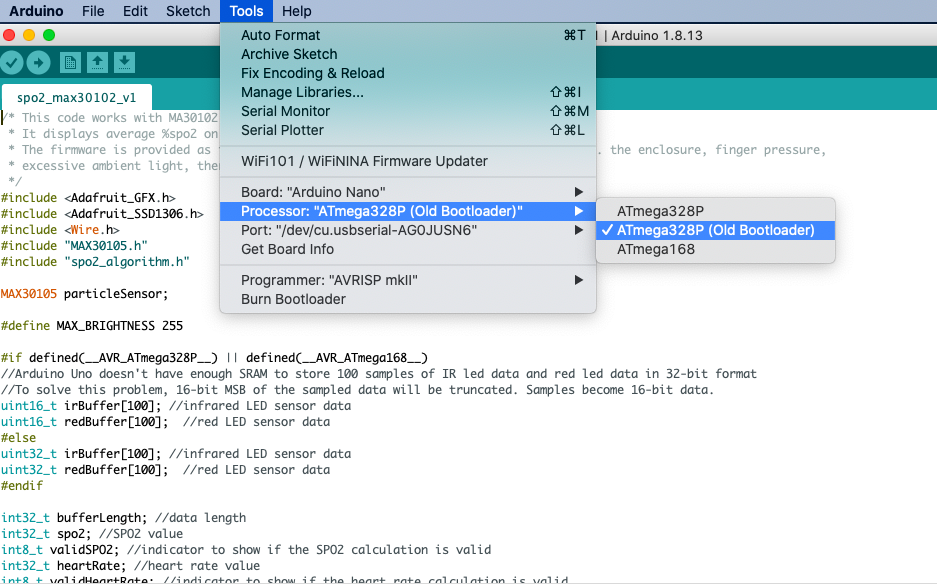 Arduino File Edit Sketch Tools Help
| Arduino 1.8.13
spo2_max30102_v1
Auto Format ⌘T
Archive Sketch
Fix Encoding & Reload
Manage Libraries... ⇧⌘I
Serial Monitor ⇧⌘M
Serial Plotter ⇧⌘L
WiFi101 / WiFiNINA Firmware Updater
Board: "Arduino Nano"
Processor: "ATmega328P (Old Bootloader)"
Port: "/dev/cu.usbserial-AG0JUSN6"
Get Board Info
Programmer: "AVRISP mkII"
Burn Bootloader
ATmega328P
✓ ATmega328P (Old Bootloader)
ATmega168
/* This code works with MA30102
* It displays average %spo2 on
* The firmware is provided as . the enclosure, finger pressure,
* excessive ambient light,
*/
#include <Adafruit_GFX.h>
#include <Adafruit_SSD1306.h>
#include <Wire.h>
#include "MAX30105.h"
#include "spo2_algorithm.h"
MAX30105 particleSensor;
#define MAX_BRIGHTNESS 255
#if defined(__AVR_ATmega328P__) || defined(__AVR_ATmega168__)
//Arduino Uno doesn't have enough SRAM to store 100 samples of IR led data and red led data in 32-bit format
//To solve this problem, 16-bit MSB of the sampled data will be truncated. Samples become 16-bit data.
uint16_t irBuffer[100]; //infrared LED sensor data
uint16_t redBuffer[100];  //red LED sensor data
#else
uint32_t irBuffer[100]; //infrared LED sensor data
uint32_t redBuffer[100];  //red LED sensor data
#endif
int32_t bufferLength; //data length
int32_t spo2; //SPO2 value
int8_t validSPO2; //indicator to show if the SPO2 calculation is valid
int32_t heartRate; //heart rate value
int8_t validHeartRate; //indicator to show if the heart rate calculation is valid